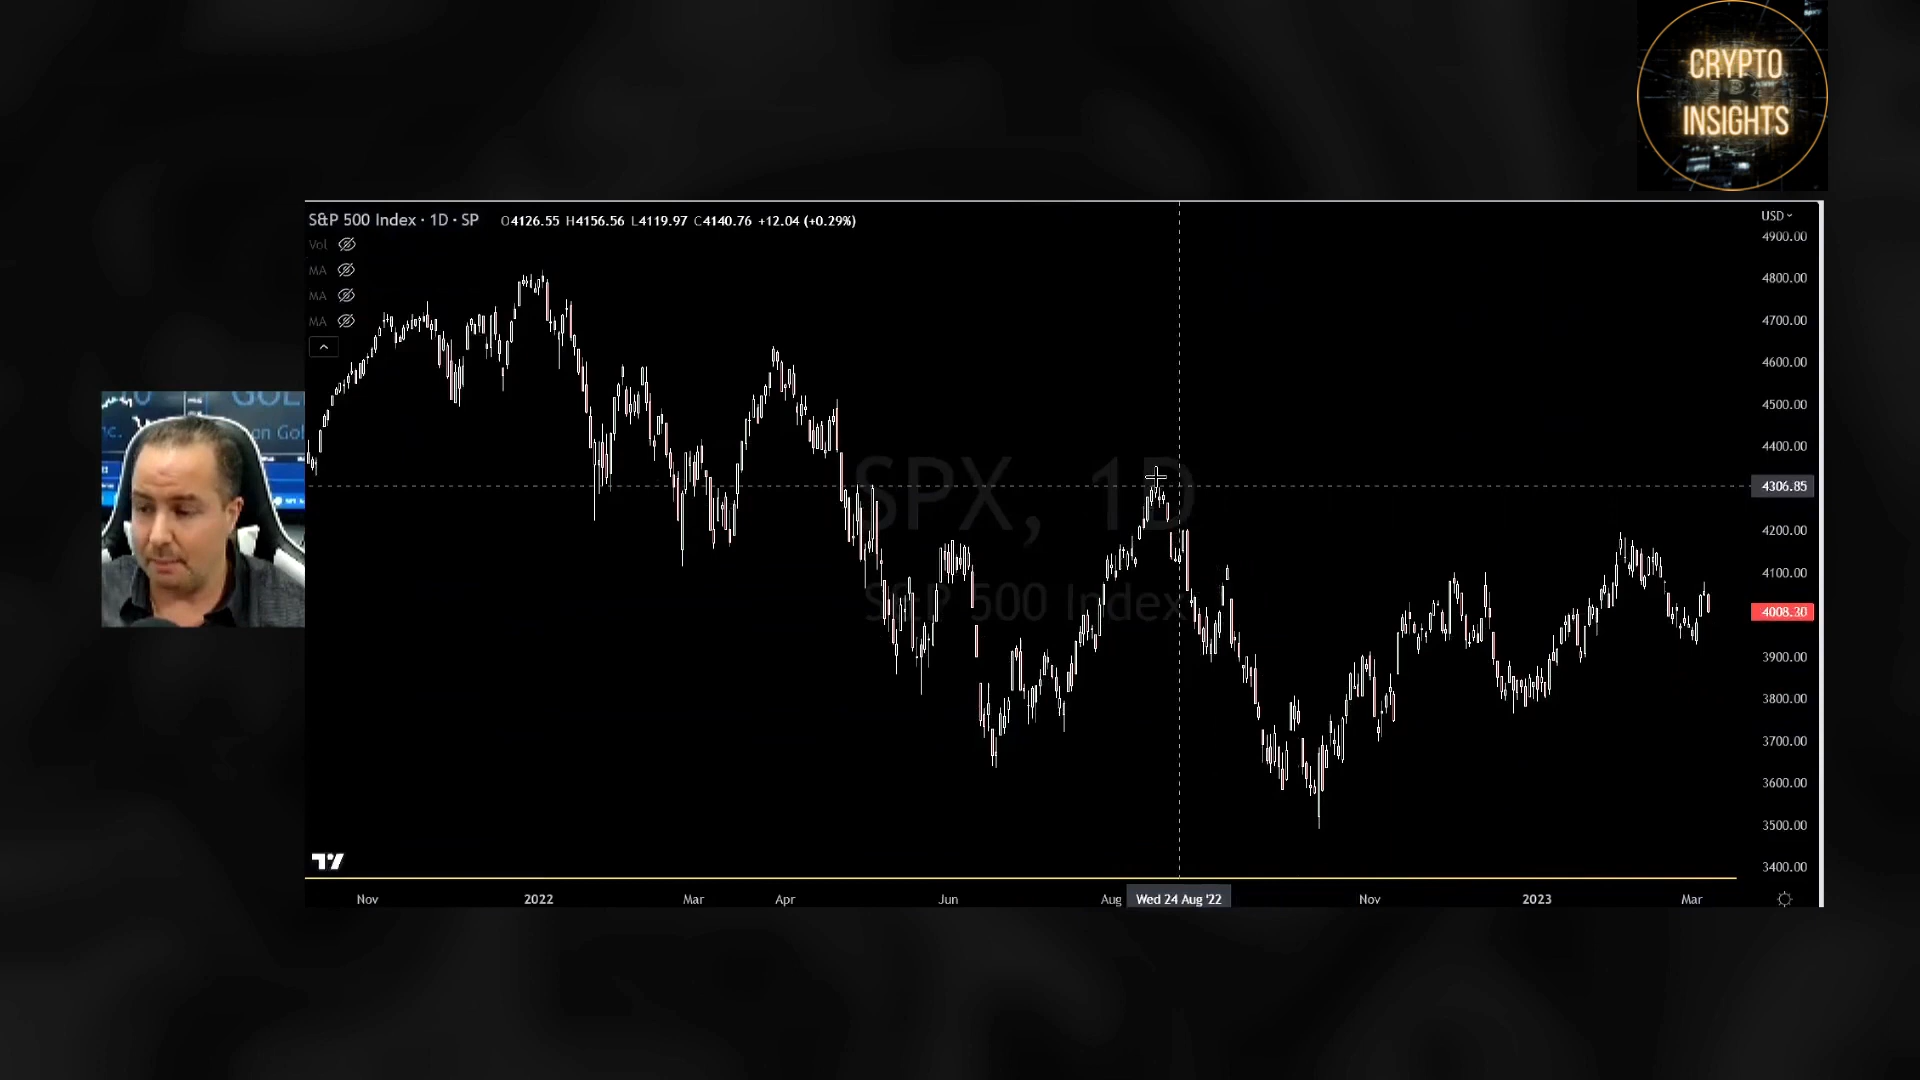 CRYPTO
INSIGHTS
S&P 500 Index · 1D · SP O4126.55 H4156.56 L4119.97 C4140.76 +12.04 (+0.29%)
USD
Vol
MA
MA
MA
4900.00
4800.00
4700.00
4600.00
4500.00
4400.00
4306.85
4200.00
4100.00
4008.30
3900.00
3800.00
3700.00
3600.00
3500.00
3400.00
SPX, 1D
S&P 500 Index
Nov 2022 Mar Apr Jun Aug Wed 24 Aug '22 Nov 2023 Mar